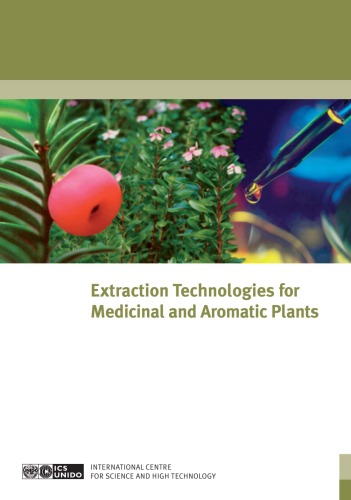 Extraction Technologies for
Medicinal and Aromatic Plants
ICS
UNIDO
INTERNATIONAL CENTRE
FOR SCIENCE AND HIGH TECHNOLOGY